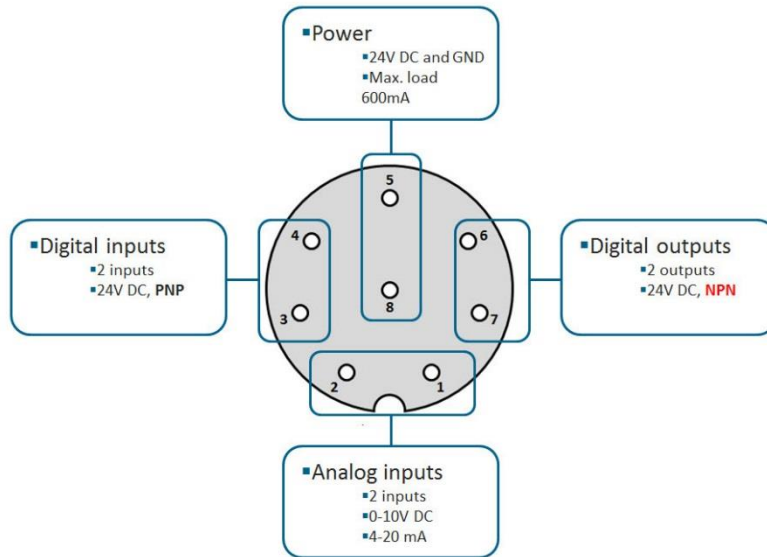 ▪Power
▪24V DC and GND
▪Max. load
600mA
5
▪Digital inputs
▪2 inputs
▪24V DC, PNP
4
3
6
7
8
▪Digital outputs
▪2 outputs
▪24V DC, NPN
2
1
▪Analog inputs
▪2 inputs
▪0-10V DC
▪4-20 mA